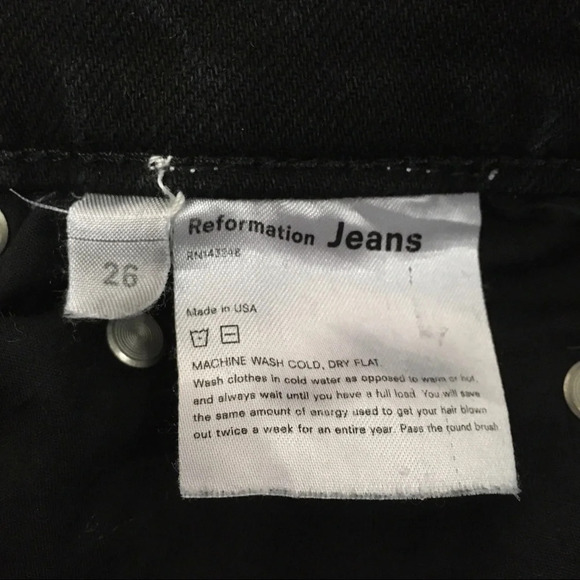 26
Reformation Jeans
RN143246
Made in USA
MACHINE WASH COLD, DRY FLAT.
Wash clothes in cold water as opposed to warm or hot,
and always wait until you have a full load. You will save
the same amount of energy used to get your hair blown
out twice a week for an entire year. Pass the round brush